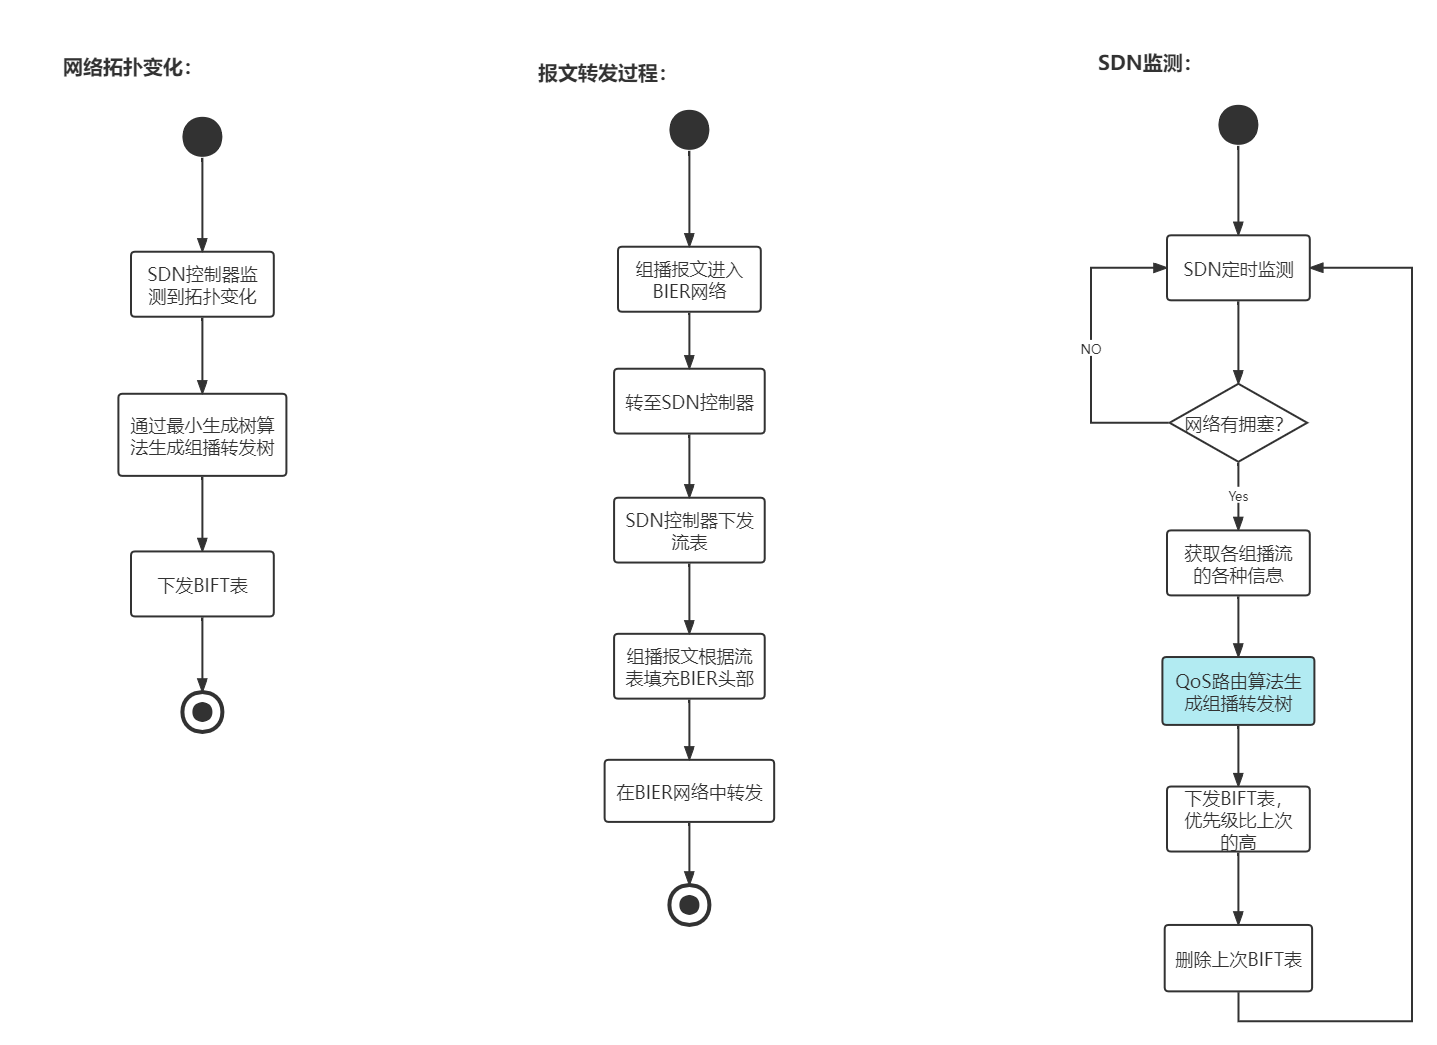 网络拓扑变化：
SDN控制器监
测到拓扑变化
通过最小生成树算
法生成组播转发树
下发BIFT表
报文转发过程：
组播报文进入
BIER网络
转至SDN控制器
SDN控制器下发
流表
组播报文根据流
表填充BIER头部
在BIER网络中转发
SDN监测：
SDN定时监测
NO
网络有拥塞？
Yes
获取各组播流
的各种信息
QoS路由算法生
成组播转发树
下发BIFT表，
优先级比上次
的高
删除上次BIFT表